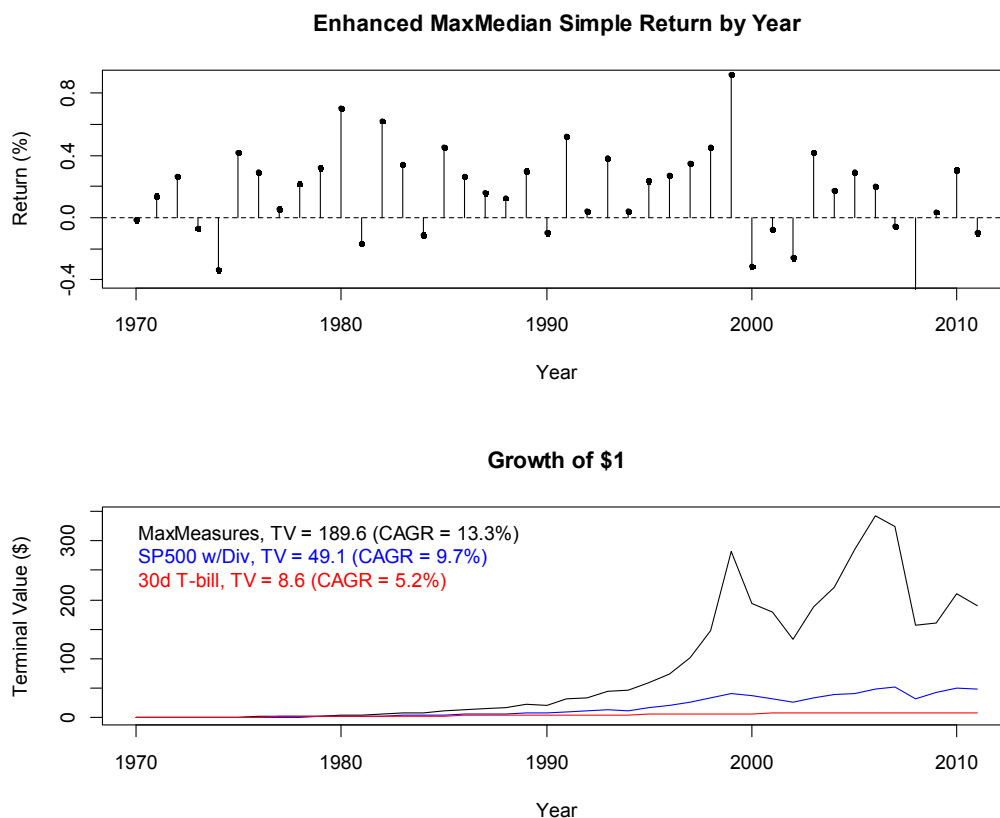 Enhanced MaxMedian Simple Return by Year
Return (%)
0.8
0.4
0.0
-0.4
1970 1980 1990 2000 2010
Year
Growth of $1
Terminal Value ($)
300
200
100
0
MaxMeasures, TV = 189.6 (CAGR = 13.3%)
SP500 w/Div, TV = 49.1 (CAGR = 9.7%)
30d T-bill, TV = 8.6 (CAGR = 5.2%)
1970 1980 1990 2000 2010
Year